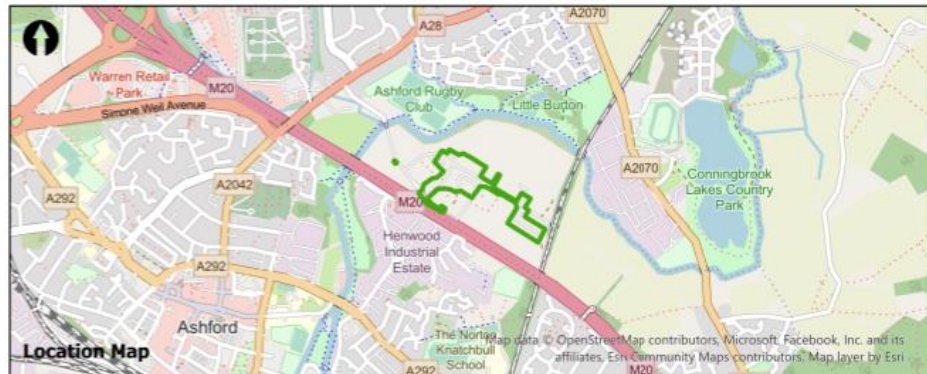 A28
A2070
Warren Retail
Park
M20
Simone Weil Avenue
Ashford Rugby
Club
Little Burton
A292
A2042
A2070
Conningbrook
Lakes Country
Park
M20
Henwood
Industrial
Estate
A292
Ashford
The Norton
Knatchbull
School
A292
M20
Location Map
Map data © OpenStreetMap contributors, Microsoft, Facebook, Inc. and its
affiliates, Esri Community Maps contributors, Map layer by Esri